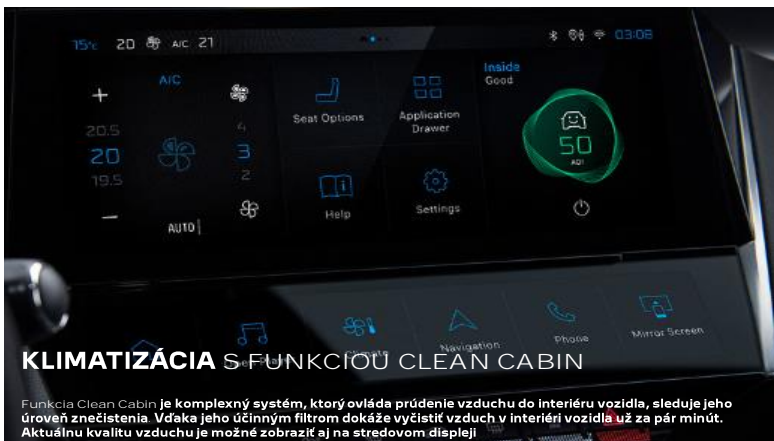 15°c 20 A/C 21 03:08
A/C
Inside
Good
+
Seat Options
Application
Drawer
20.5 4
20 3
19.5 2
50
AQI
Help
Settings
−
AUTO
Climate
Navigation
Phone
Mirror Screen
KLIMATIZÁCIA S FUNKCIOU CLEAN CABIN
Funkcia Clean Cabin je komplexný systém, ktorý ovláda prúdenie vzduchu do interiéru vozidla, sleduje jeho
úroveň znečistenia. Vďaka jeho účinným filtrom dokáže vyčistiť vzduch v interiéri vozidla už za pár minút.
Aktuálnu kvalitu vzduchu je možné zobraziť aj na stredovom displeji